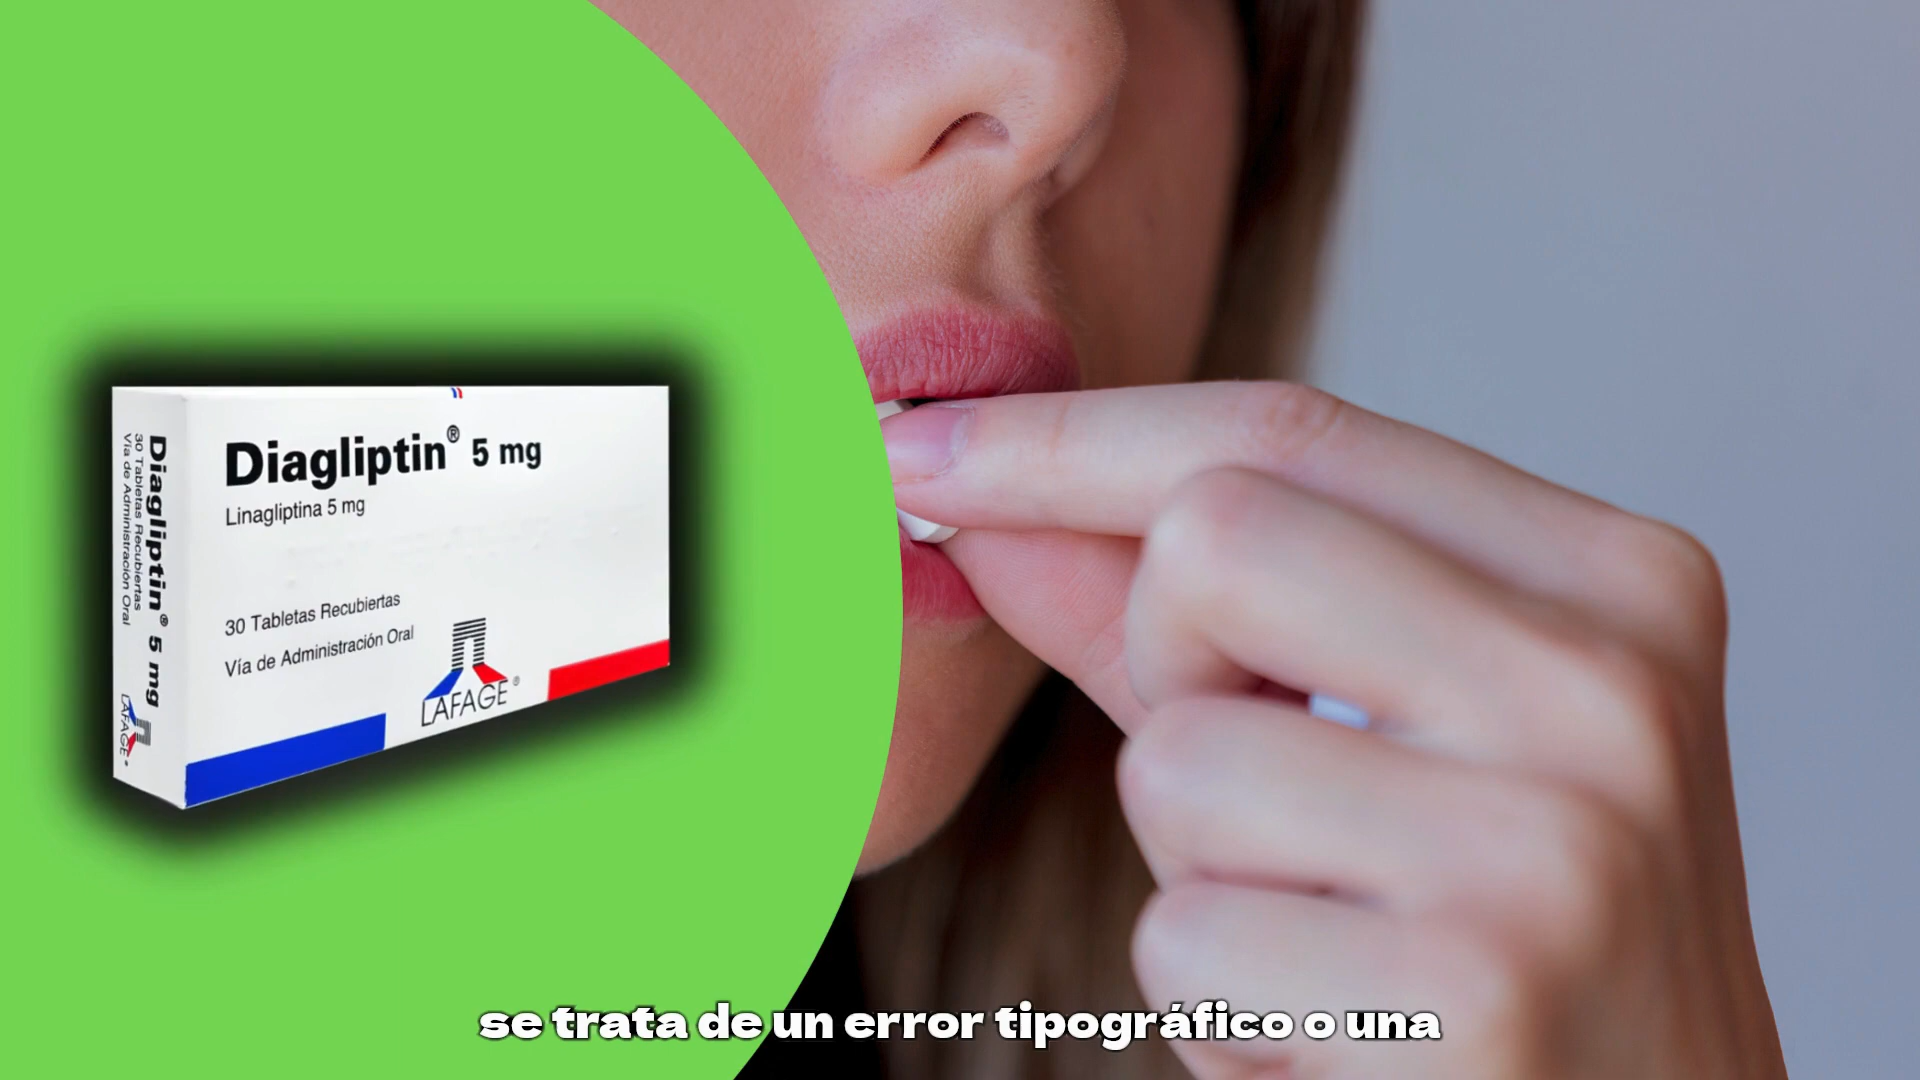 Diagliptin® 5 mg
Linagliptina 5 mg
30 Tabletas Recubiertas
Vía de Administración Oral
LAFAGE®
Diagliptin® 5 mg
30 Tabletas Recubiertas
Vía de Administración Oral
LAFAGE®
se trata de un error tipográfico o una